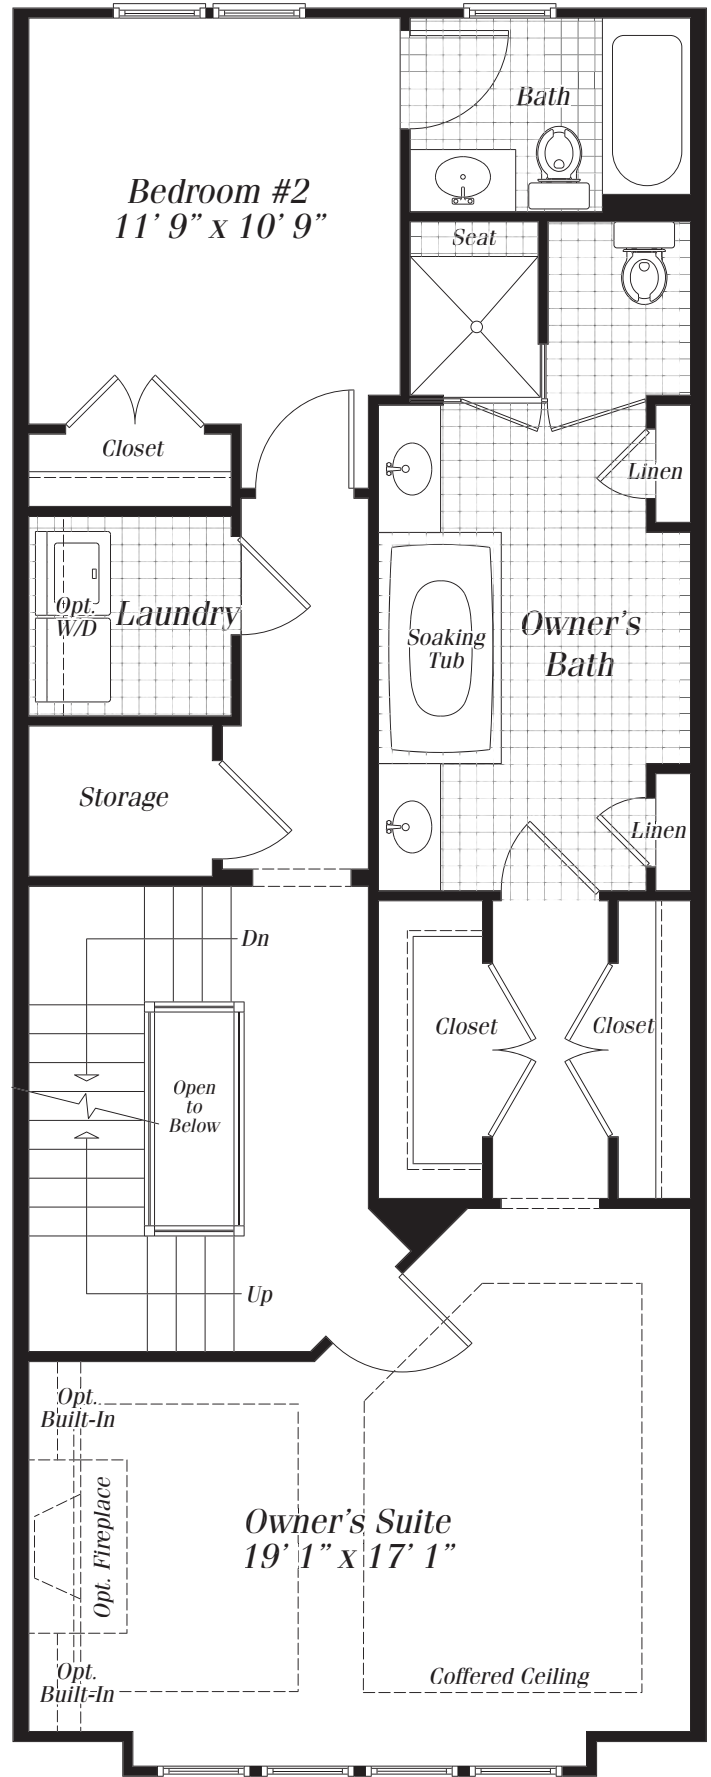 Bath
Bedroom #2
11’ 9” x 10’ 9”
Seat
Closet
Linen
Opt.
W/D
Laundry
Soaking
Tub
Owner’s
Bath
Storage
Linen
Dn
Closet
Closet
Open
to
Below
Up
Opt.
Built-In
Opt. Fireplace
Owner’s Suite
19’ 1” x 17’ 1”
Opt.
Built-In
Coffered Ceiling